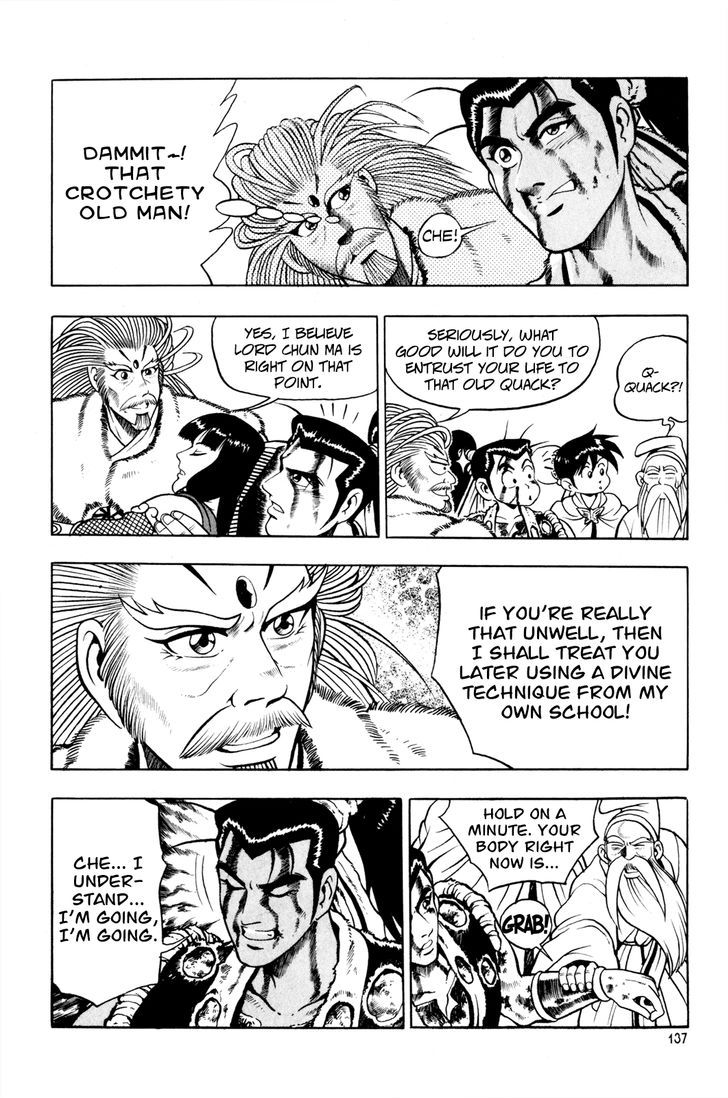 DAMMIT~!
THAT
CROTCHETY
OLD MAN!
CHE!
YES, I BELIEVE
LORD CHUN MA IS
RIGHT ON THAT
POINT.
SERIOUSLY, WHAT
GOOD WILL IT DO YOU TO
ENTRUST YOUR LIFE TO
THAT OLD QUACK?
Q-
QUACK?!
IF YOU'RE REALLY
THAT UNWELL, THEN
I SHALL TREAT YOU
LATER USING A DIVINE
TECHNIQUE FROM MY
OWN SCHOOL!
CHE... I
UNDER-
STAND...
I'M GOING,
I'M GOING.
HOLD ON A
MINUTE. YOUR
BODY RIGHT
NOW IS...
GRAB!
137